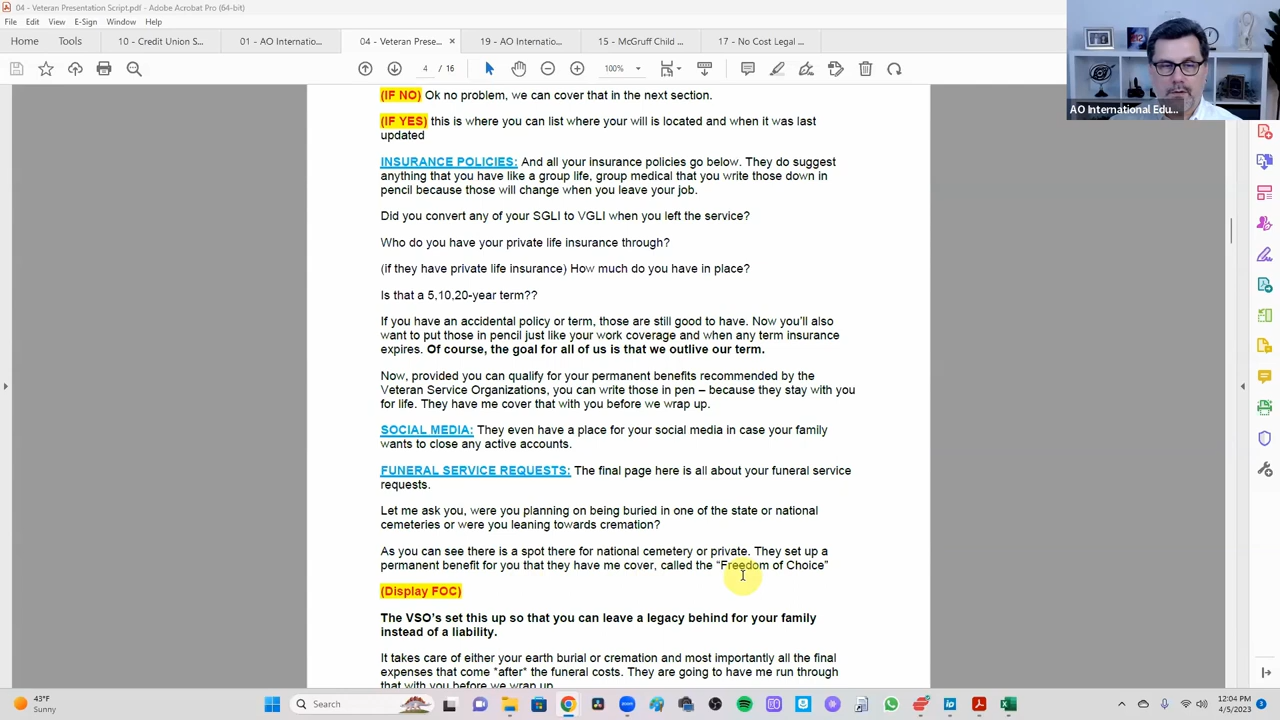 04 - Veteran Presentation Script.pdf - Adobe Acrobat Pro (64-bit)
File Edit View E-Sign Window Help
Home Tools 10 - Credit Union S... 01 - AO Internatio... 04 - Veteran Prese... × 19 - AO Internatio... 15 - McGruff Child ... 17 - No Cost Legal ...
4 / 16 100%
AO International Edu...
(IF NO) Ok no problem, we can cover that in the next section.
(IF YES) this is where you can list where your will is located and when it was last
updated
INSURANCE POLICIES: And all your insurance policies go below. They do suggest
anything that you have like a group life, group medical that you write those down in
pencil because those will change when you leave your job.
Did you convert any of your SGLI to VGLI when you left the service?
Who do you have your private life insurance through?
(if they have private life insurance) How much do you have in place?
Is that a 5,10,20-year term??
If you have an accidental policy or term, those are still good to have. Now you'll also
want to put those in pencil just like your work coverage and when any term insurance
expires. Of course, the goal for all of us is that we outlive our term.
Now, provided you can qualify for your permanent benefits recommended by the
Veteran Service Organizations, you can write those in pen – because they stay with you
for life. They have me cover that with you before we wrap up.
SOCIAL MEDIA: They even have a place for your social media in case your family
wants to close any active accounts.
FUNERAL SERVICE REQUESTS: The final page here is all about your funeral service
requests.
Let me ask you, were you planning on being buried in one of the state or national
cemeteries or were you leaning towards cremation?
As you can see there is a spot there for national cemetery or private. They set up a
permanent benefit for you that they have me cover, called the “Freedom of Choice”
(Display FOC)
The VSO's set this up so that you can leave a legacy behind for your family
instead of a liability.
It takes care of either your earth burial or cremation and most importantly all the final
expenses that come *after* the funeral costs. They are going to have me run through
that with you before we wrap up.
43°F
Sunny
Search
12:04 PM
4/5/2023